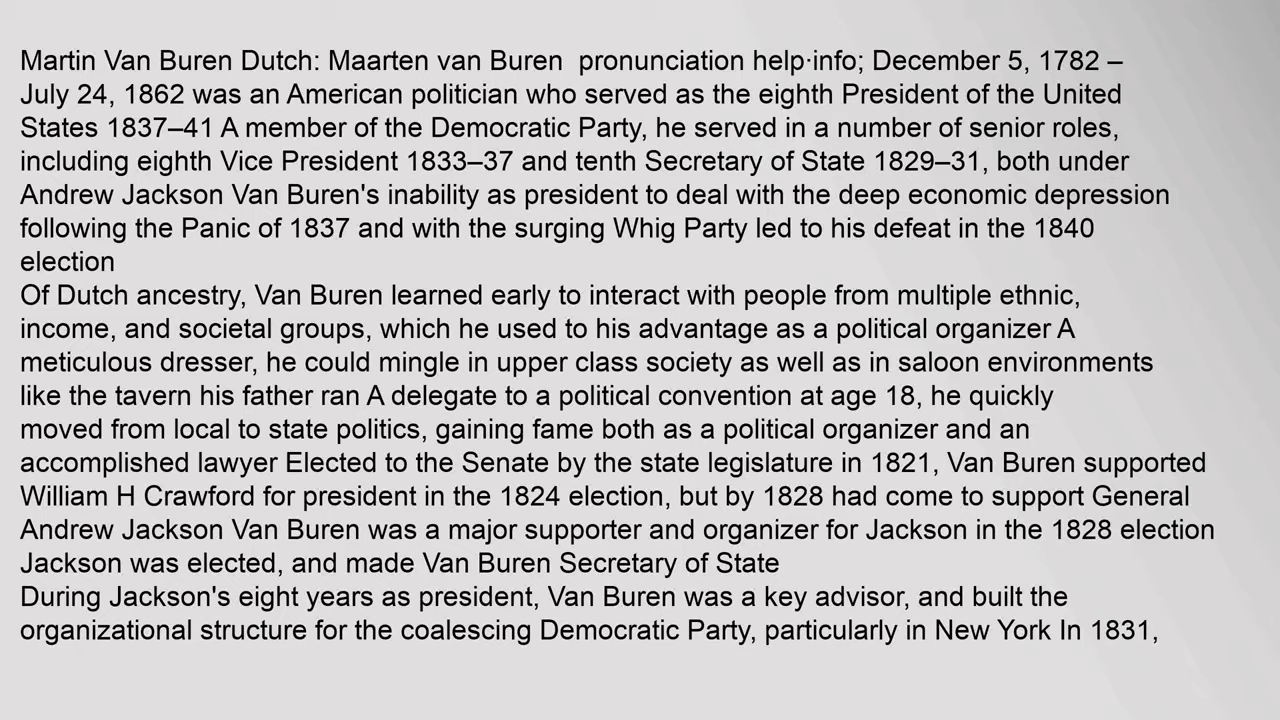 Martin Van Buren Dutch: Maarten van Buren  pronunciation help·info; December 5, 1782 –
July 24, 1862 was an American politician who served as the eighth President of the United
States 1837–41 A member of the Democratic Party, he served in a number of senior roles,
including eighth Vice President 1833–37 and tenth Secretary of State 1829–31, both under
Andrew Jackson Van Buren's inability as president to deal with the deep economic depression
following the Panic of 1837 and with the surging Whig Party led to his defeat in the 1840
election
Of Dutch ancestry, Van Buren learned early to interact with people from multiple ethnic,
income, and societal groups, which he used to his advantage as a political organizer A
meticulous dresser, he could mingle in upper class society as well as in saloon environments
like the tavern his father ran A delegate to a political convention at age 18, he quickly
moved from local to state politics, gaining fame both as a political organizer and an
accomplished lawyer Elected to the Senate by the state legislature in 1821, Van Buren supported
William H Crawford for president in the 1824 election, but by 1828 had come to support General
Andrew Jackson Van Buren was a major supporter and organizer for Jackson in the 1828 election
Jackson was elected, and made Van Buren Secretary of State
During Jackson's eight years as president, Van Buren was a key advisor, and built the
organizational structure for the coalescing Democratic Party, particularly in New York In 1831,